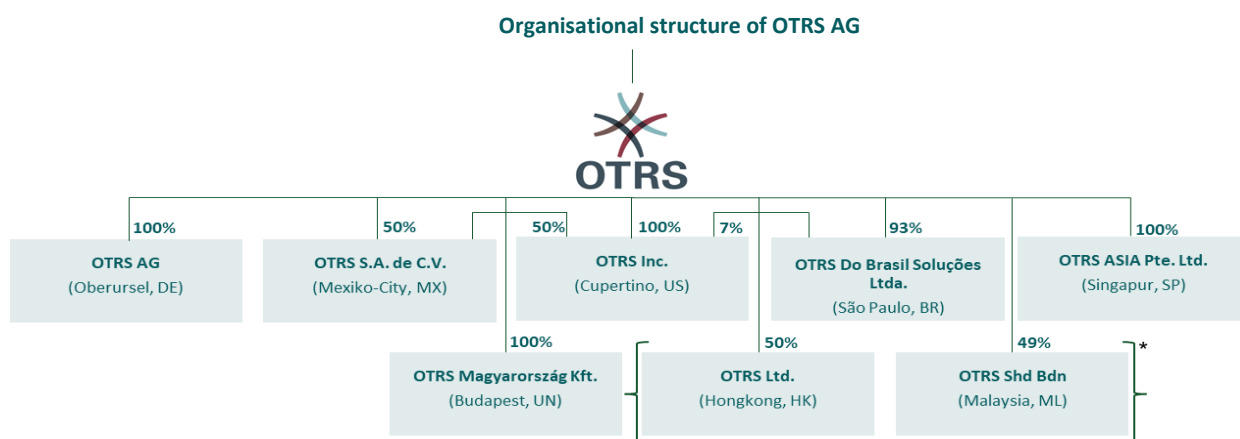 Organisational structure of OTRS AG
OTRS
100%
50%
50%
100%
7%
93%
100%
OTRS AG
(Oberursel, DE)
OTRS S.A. de C.V.
(Mexiko-City, MX)
OTRS Inc.
(Cupertino, US)
OTRS Do Brasil Soluções
Ltda.
(São Paulo, BR)
OTRS ASIA Pte. Ltd.
(Singapur, SP)
100%
50%
49%
*
OTRS Magyarország Kft.
(Budapest, UN)
OTRS Ltd.
(Hongkong, HK)
OTRS Shd Bdn
(Malaysia, ML)